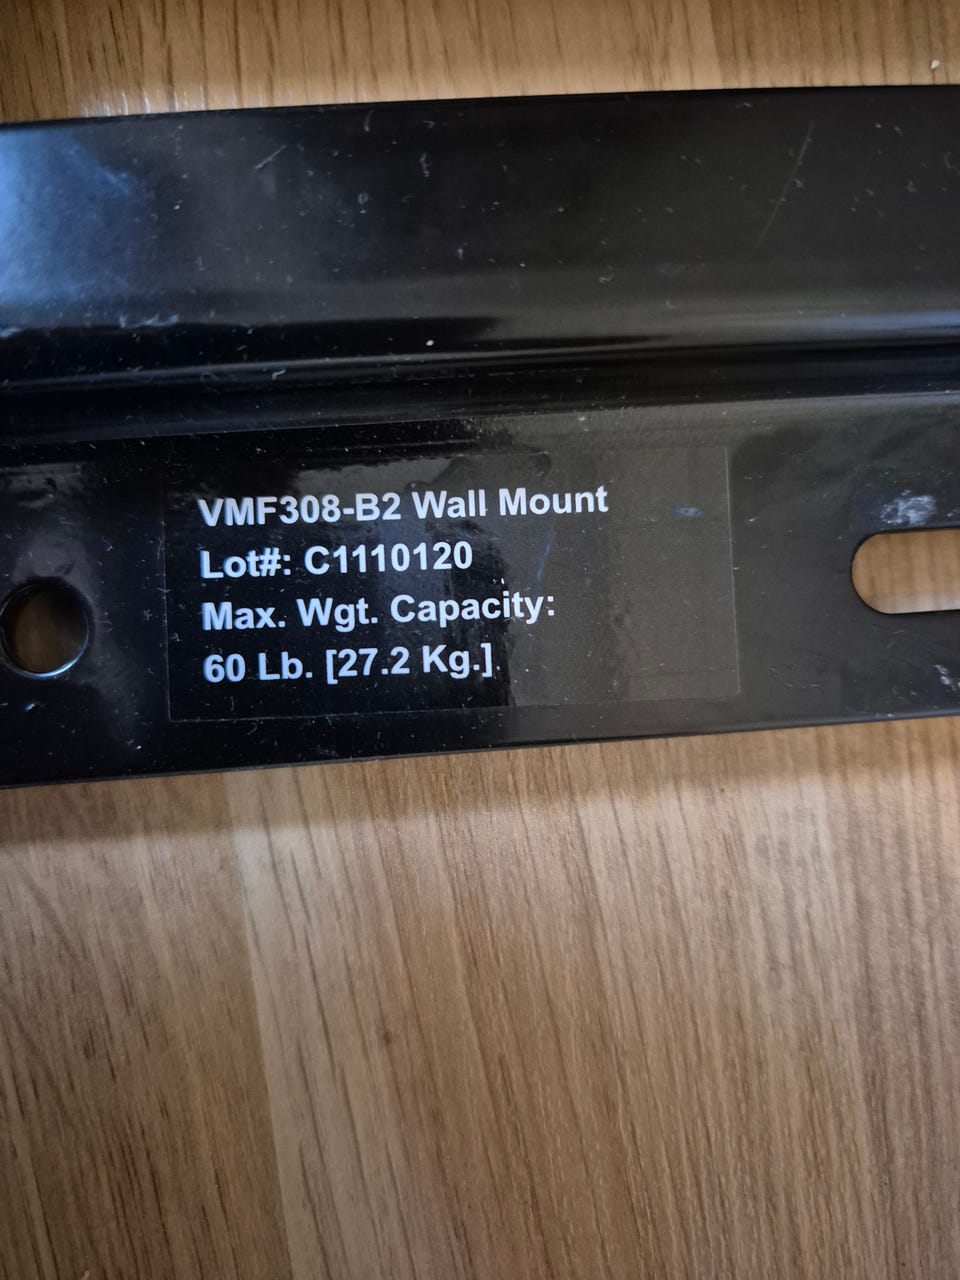 VMF308-B2 Wall Mount
Lot#: C1110120
Max. Wgt. Capacity:
60 Lb. [27.2 Kg.]